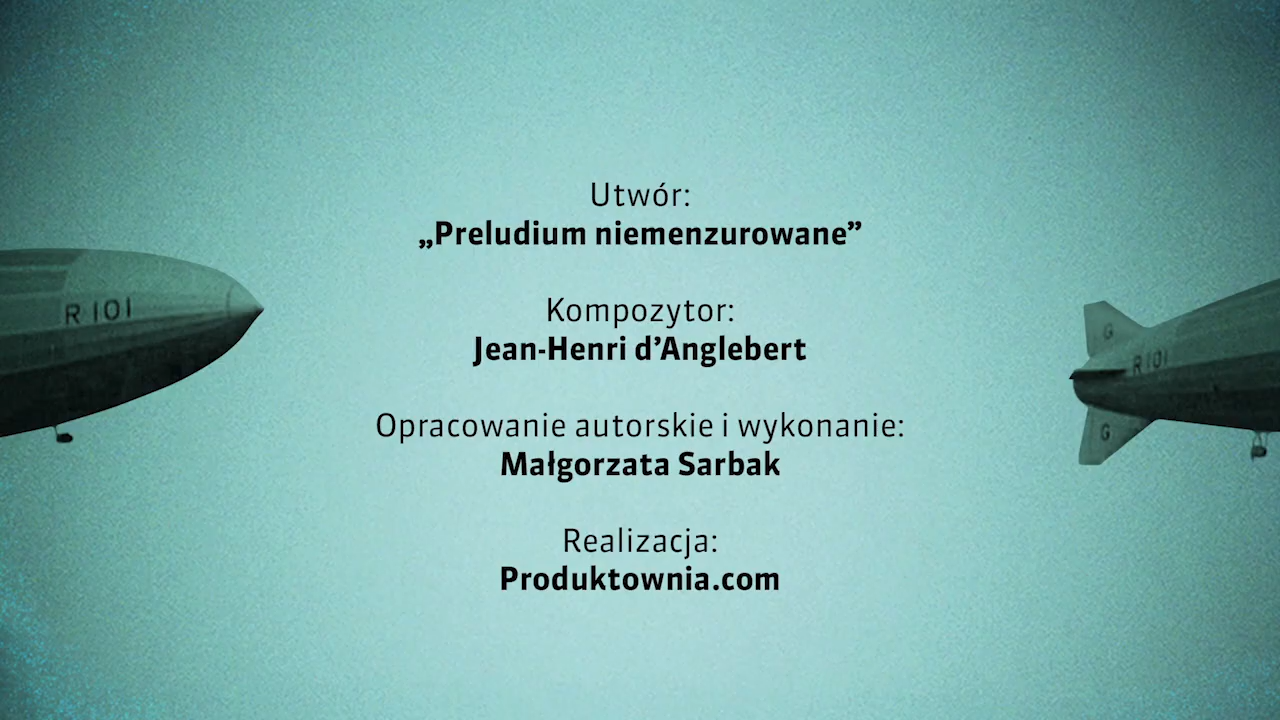 Utwór:
„Preludium niemenzurowane”
Kompozytor:
Jean-Henri d’Anglebert
Opracowanie autorskie i wykonanie:
Małgorzata Sarbak
Realizacja:
Produktownia.com
R 101
G
R 101
G